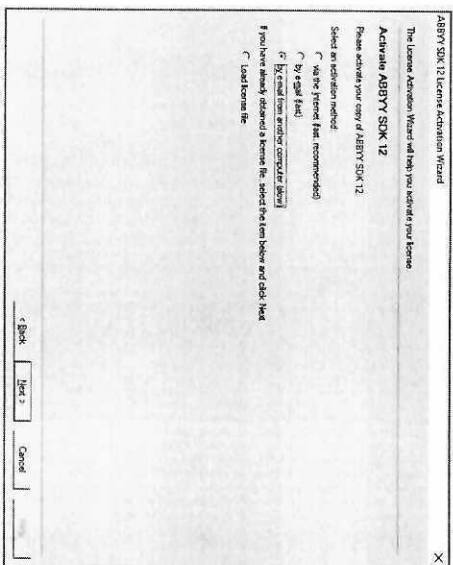 ABBYY SDK 12 License Activation Wizard
The License Activation Wizard will help you activate your license
Activate ABBYY SDK 12
Please activate your copy of ABBYY SDK 12.
Select an activation method:
via the Internet (fast, recommended)
by e-mail (fast)
by e-mail from another computer (slow)
If you have already obtained a license file, select the item below and click Next
Load license file
< Back
Next >
Cancel